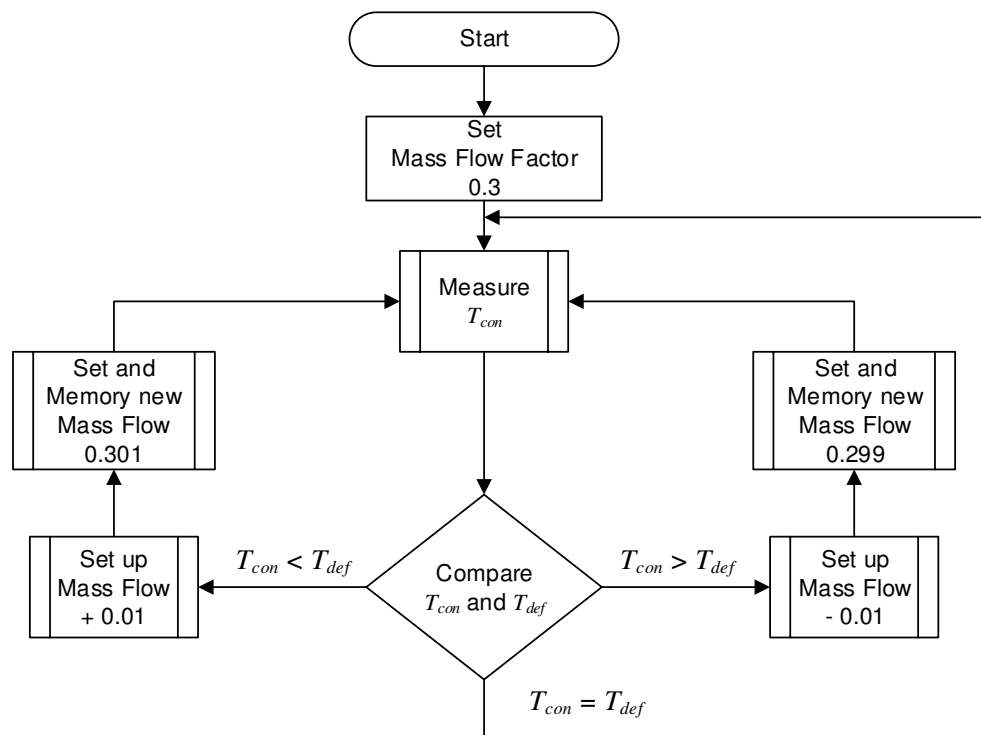 Start
Set
Mass Flow Factor
0.3
Measure
T_con
Set and
Memory new
Mass Flow
0.301
Set and
Memory new
Mass Flow
0.299
Set up
Mass Flow
+ 0.01
T_con < T_def
Compare
T_con and T_def
T_con > T_def
Set up
Mass Flow
- 0.01
T_con = T_def